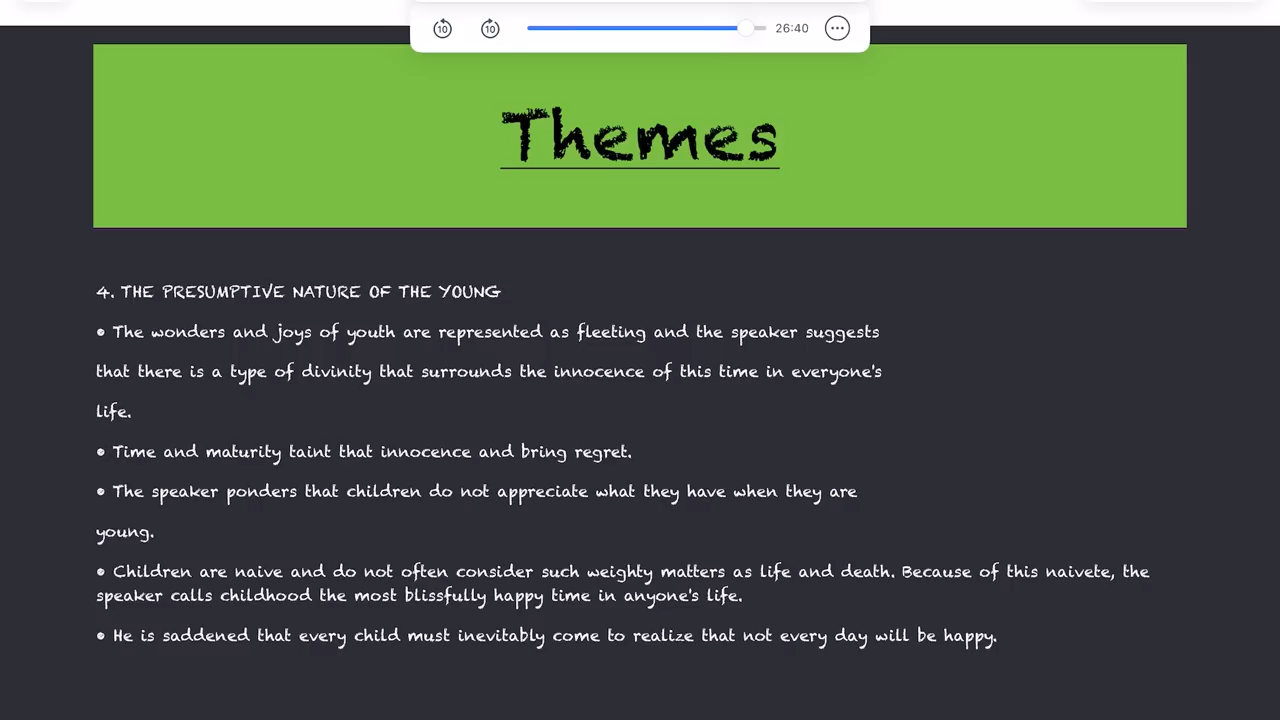 10
10
26:40
Themes
4. THE PRESUMPTIVE NATURE OF THE YOUNG
• The wonders and joys of youth are represented as fleeting and the speaker suggests
that there is a type of divinity that surrounds the innocence of this time in everyone's
life.
• Time and maturity taint that innocence and bring regret.
• The speaker ponders that children do not appreciate what they have when they are
young.
• Children are naive and do not often consider such weighty matters as life and death. Because of this naivete, the
speaker calls childhood the most blissfully happy time in anyone's life.
• He is saddened that every child must inevitably come to realize that not every day will be happy.